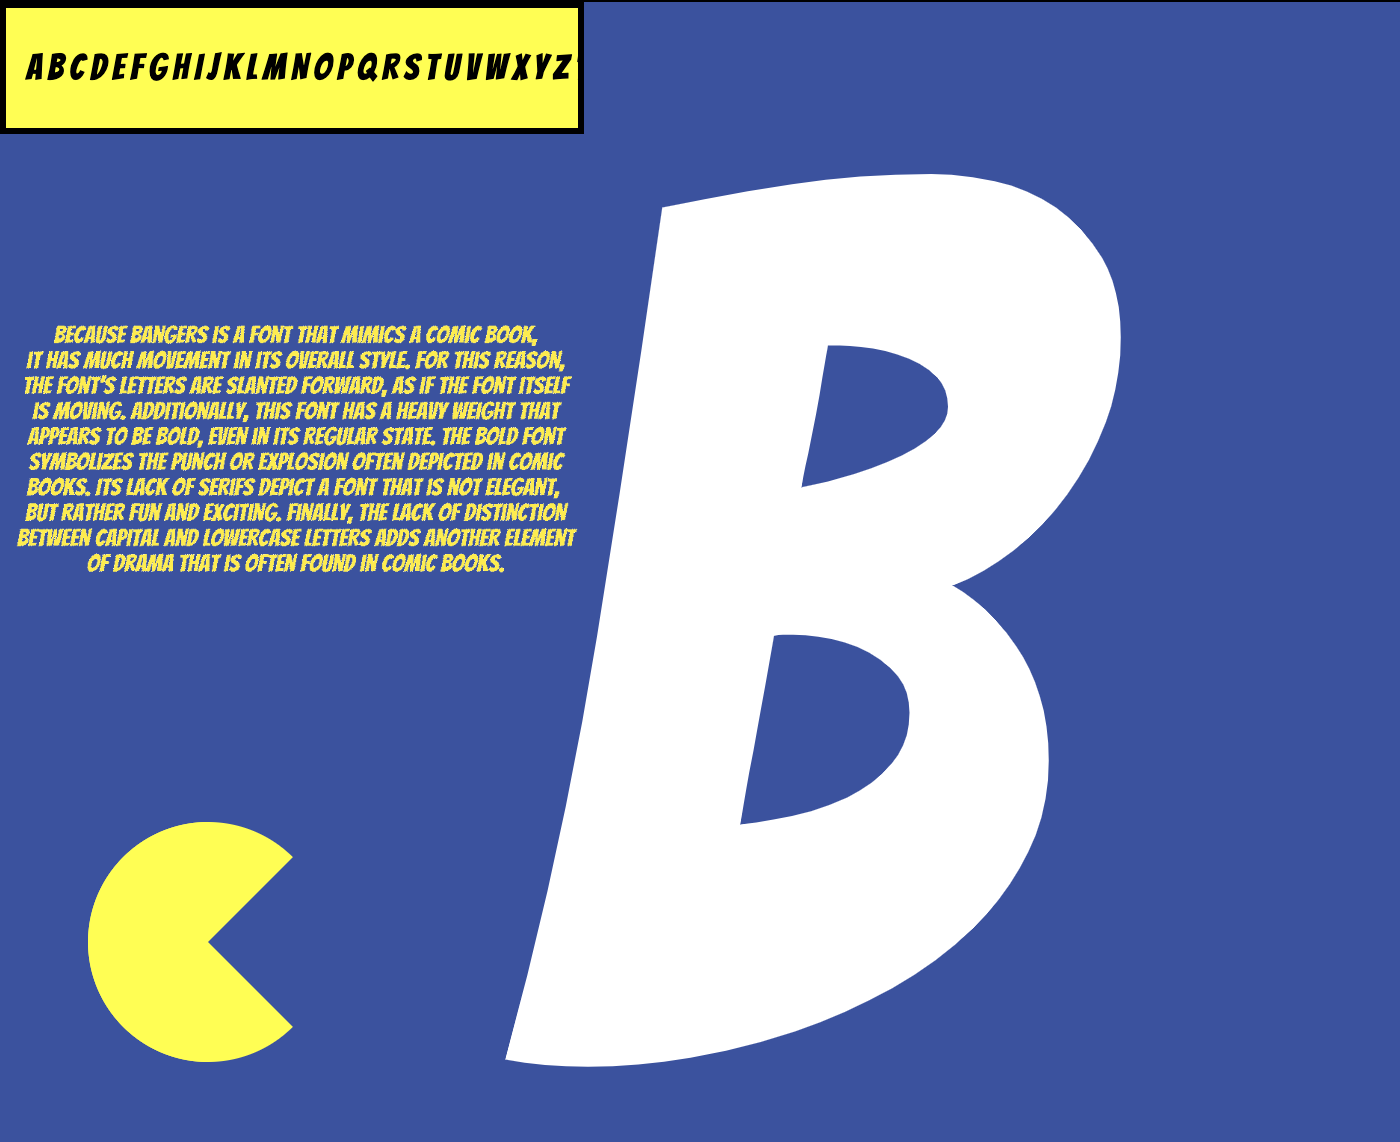 ABCDEFGHIJKLMNOPQRSTUVWXYZ
BECAUSE BANGERS IS A FONT THAT MIMICS A COMIC BOOK,
IT HAS MUCH MOVEMENT IN ITS OVERALL STYLE. FOR THIS REASON,
THE FONT'S LETTERS ARE SLANTED FORWARD, AS IF THE FONT ITSELF
IS MOVING. ADDITIONALLY, THIS FONT HAS A HEAVY WEIGHT THAT
APPEARS TO BE BOLD, EVEN IN ITS REGULAR STATE. THE BOLD FONT
SYMBOLIZES THE PUNCH OR EXPLOSION OFTEN DEPICTED IN COMIC
BOOKS. ITS LACK OF SERIFS DEPICT A FONT THAT IS NOT ELEGANT,
BUT RATHER FUN AND EXCITING. FINALLY, THE LACK OF DISTINCTION
BETWEEN CAPITAL AND LOWERCASE LETTERS ADDS ANOTHER ELEMENT
OF DRAMA THAT IS OFTEN FOUND IN COMIC BOOKS.
B